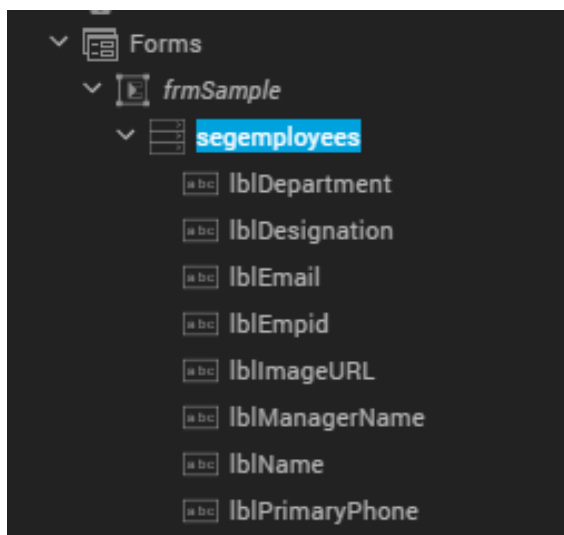 Forms
frmSample
segemployees
lblDepartment
lblDesignation
lblEmail
lblEmpid
lblImageURL
lblManagerName
lblName
lblPrimaryPhone